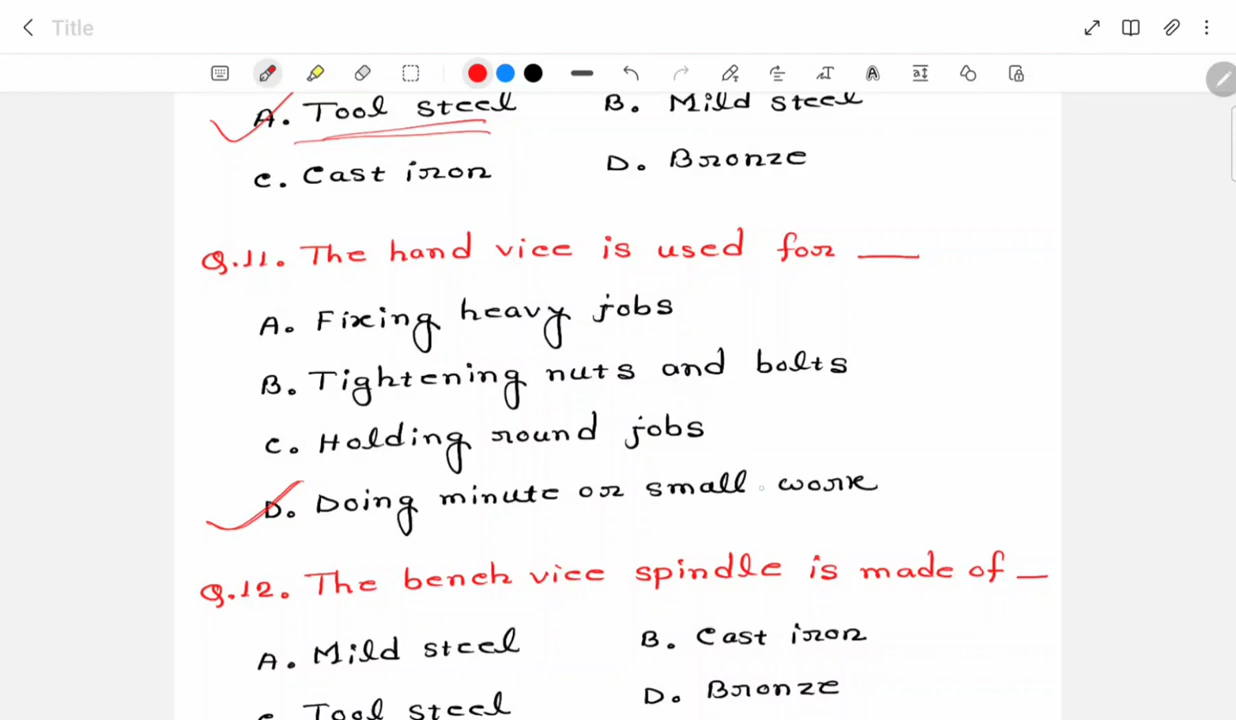 Title
A. Tool steel B. Mild steel
C. Cast iron D. Bronze
Q.11. The hand vice is used for ___
A. Fixing heavy jobs
B. Tightening nuts and bolts
C. Holding round jobs
D. Doing minute or small work
Q.12. The bench vice spindle is made of _
A. Mild steel B. Cast iron
C. Tool steel D. Bronze